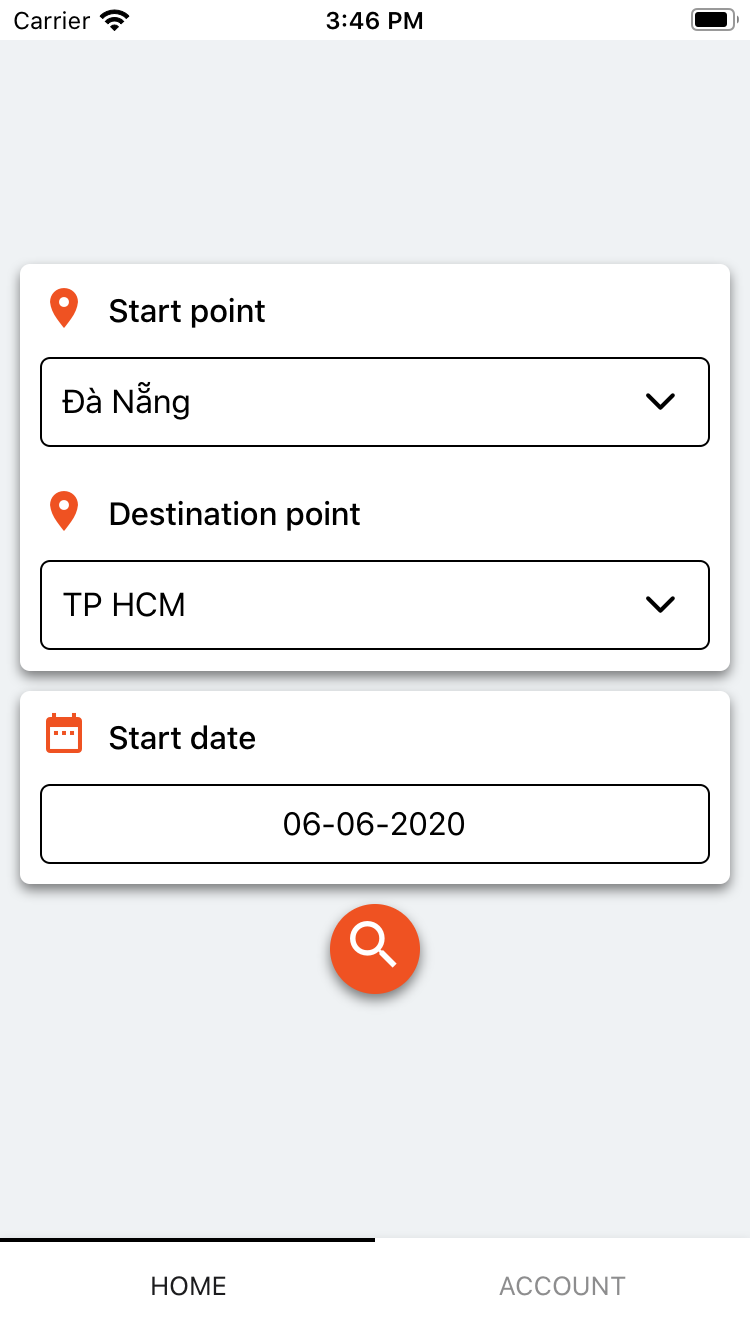 Carrier 3:46 PM
Start point
Đà Nẵng
Destination point
TP HCM
Start date
06-06-2020
HOME ACCOUNT